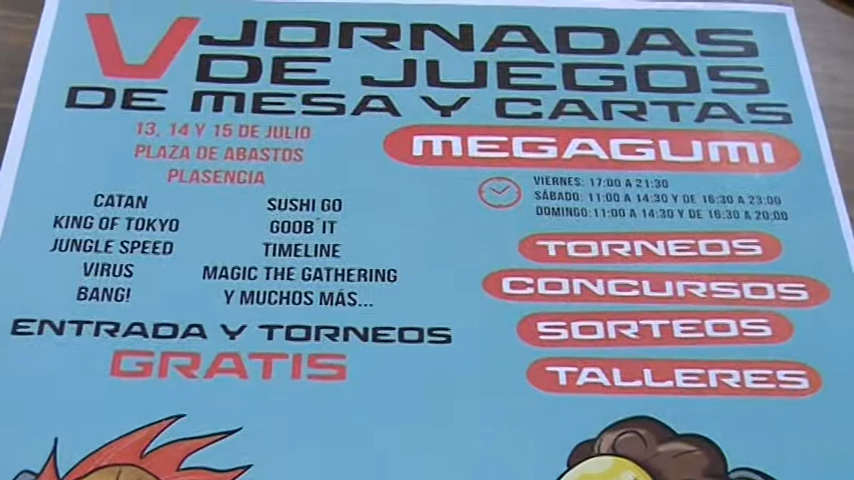 V JORNADAS
DE JUEGOS
DE MESA Y CARTAS
"MEGAGUMI"
13, 14 Y 15 DE JULIO
PLAZA DE ABASTOS
PLASENCIA
VIERNES: 17:00 A 21:30
SÁBADO: 11:00 A 14:30 Y DE 16:30 A 23:00
DOMINGO: 11:00 A 14:30 Y DE 16:30 A 20:00
CATAN
KING OF TOKYO
JUNGLE SPEED
VIRUS
BANG!
SUSHI GO
GOOB´IT
TIMELINE
MAGIC THE GATHERING
Y MUCHOS MÁS...
ENTRADA Y TORNEOS
GRATIS
TORNEOS
CONCURSOS
SORTEOS
TALLERES